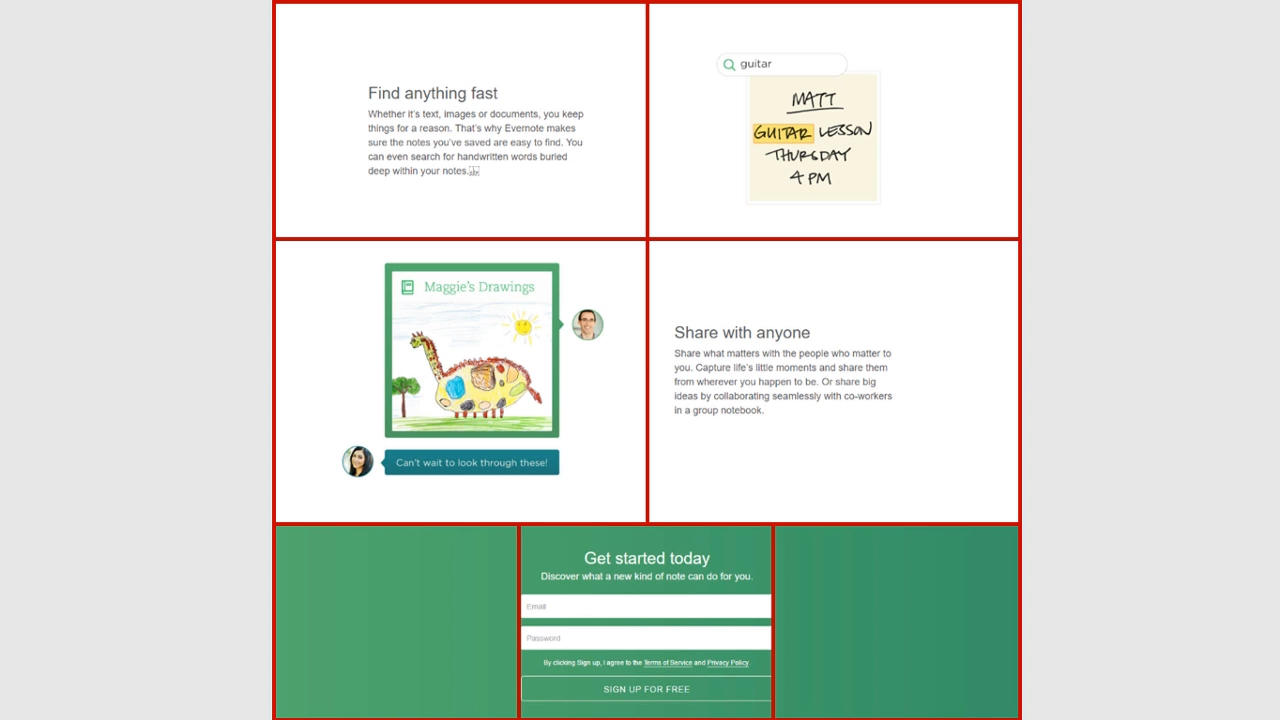 Find anything fast
Whether it's text, images or documents, you keep
things for a reason. That's why Evernote makes
sure the notes you've saved are easy to find. You
can even search for handwritten words buried
deep within your notes.
guitar
MATT
GUITAR LESSON
THURSDAY
4 PM
Maggie's Drawings
Can't wait to look through these!
Share with anyone
Share what matters with the people who matter to
you. Capture life's little moments and share them
from wherever you happen to be. Or share big
ideas by collaborating seamlessly with co-workers
in a group notebook.
Get started today
Discover what a new kind of note can do for you.
Email
Password
By clicking Sign up, I agree to the Terms of Service and Privacy Policy
SIGN UP FOR FREE